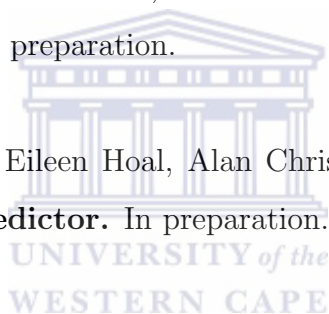 preparation.
Eileen Hoal, Alan Chris
edictor. In preparation.
UNIVERSITY of the
WESTERN CAPE